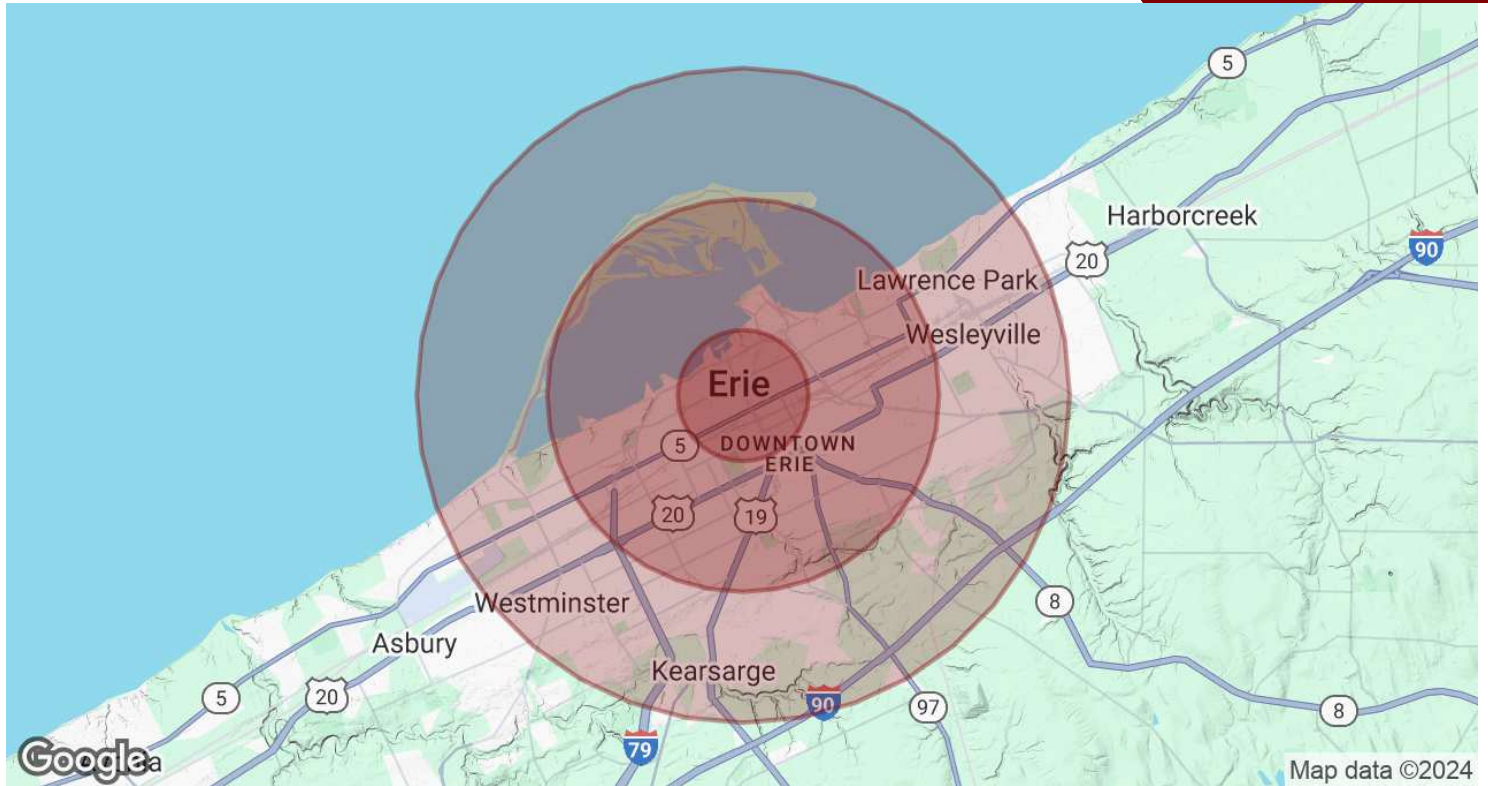 5
Harborcreek
90
20
Lawrence Park
Wesleyville
Erie
5
DOWNTOWN
ERIE
20
19
Westminster
8
Asbury
Kearsarge
5
20
90
97
8
79
Google
Map data ©2024